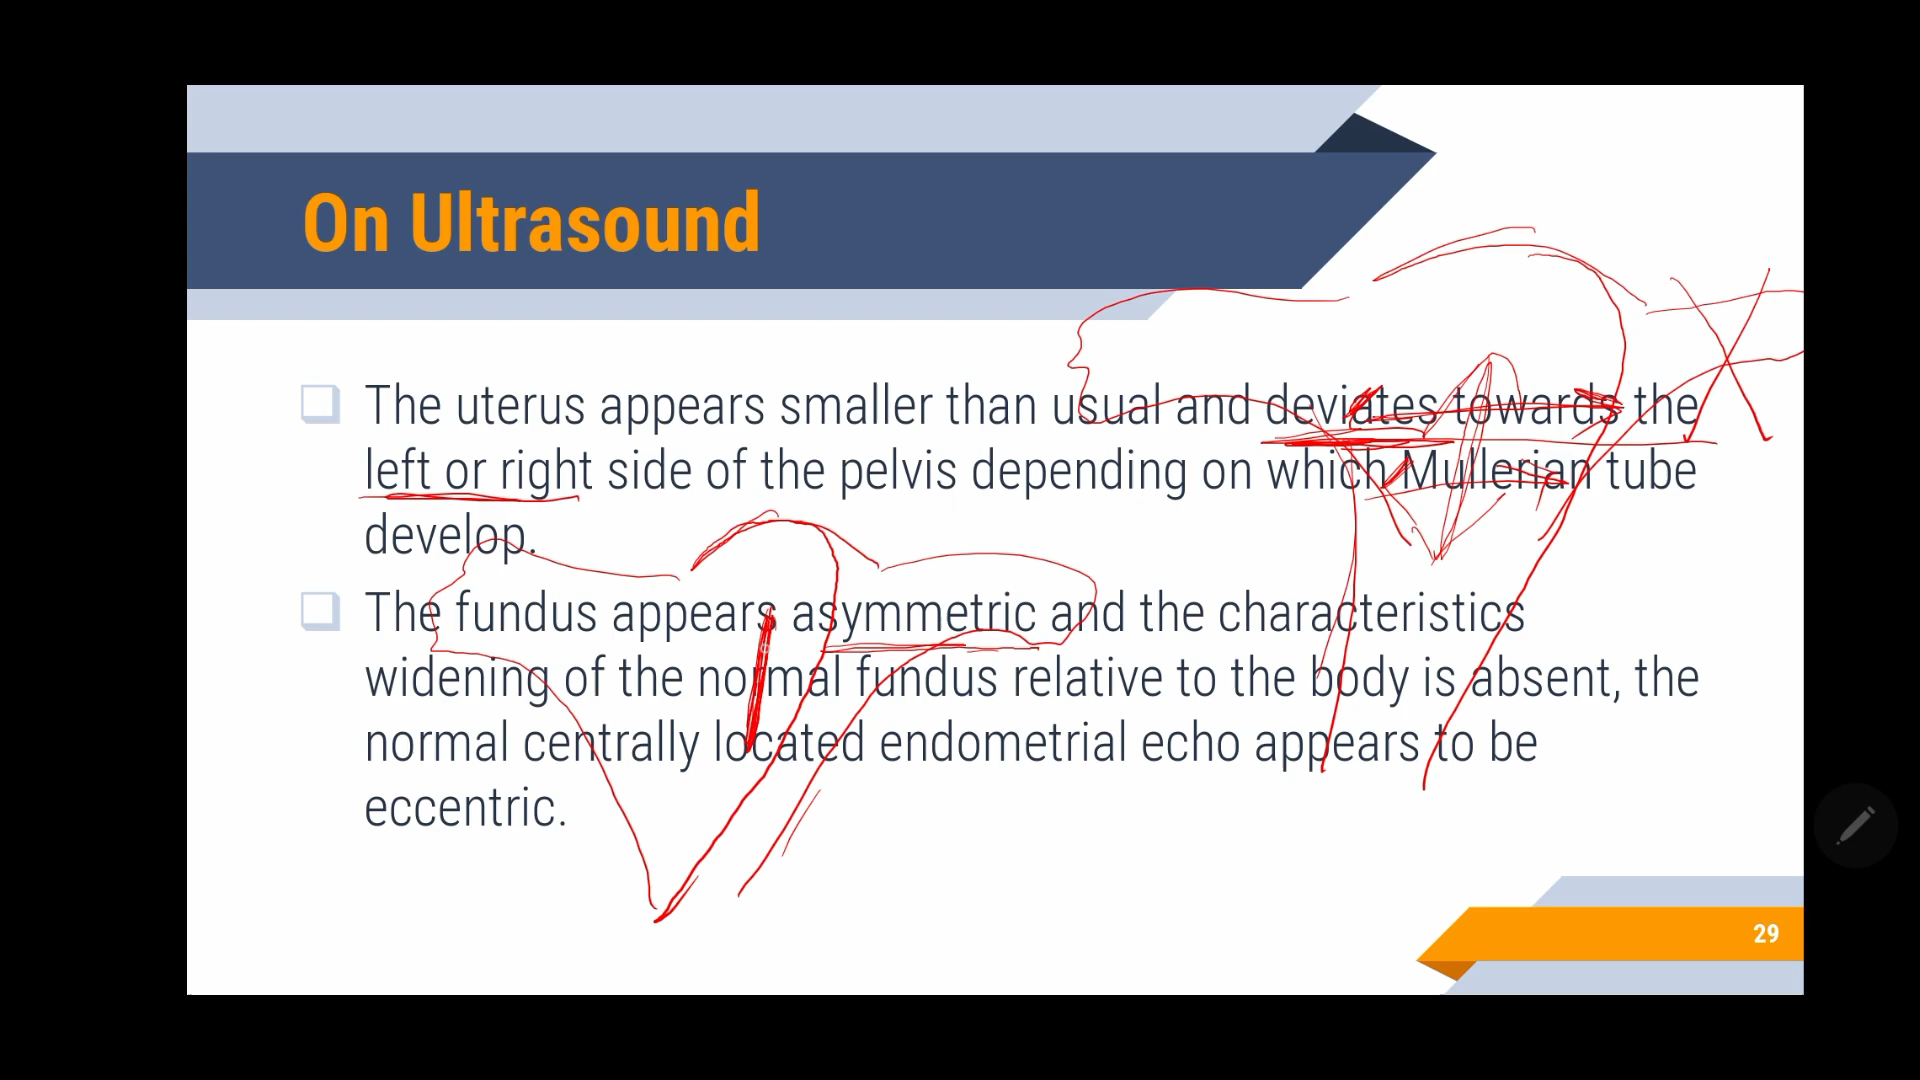 On Ultrasound
The uterus appears smaller than usual and deviates towards the
left or right side of the pelvis depending on which Mullerian tube
develop.
The fundus appears asymmetric and the characteristics
widening of the normal fundus relative to the body is absent, the
normal centrally located endometrial echo appears to be
eccentric.
29